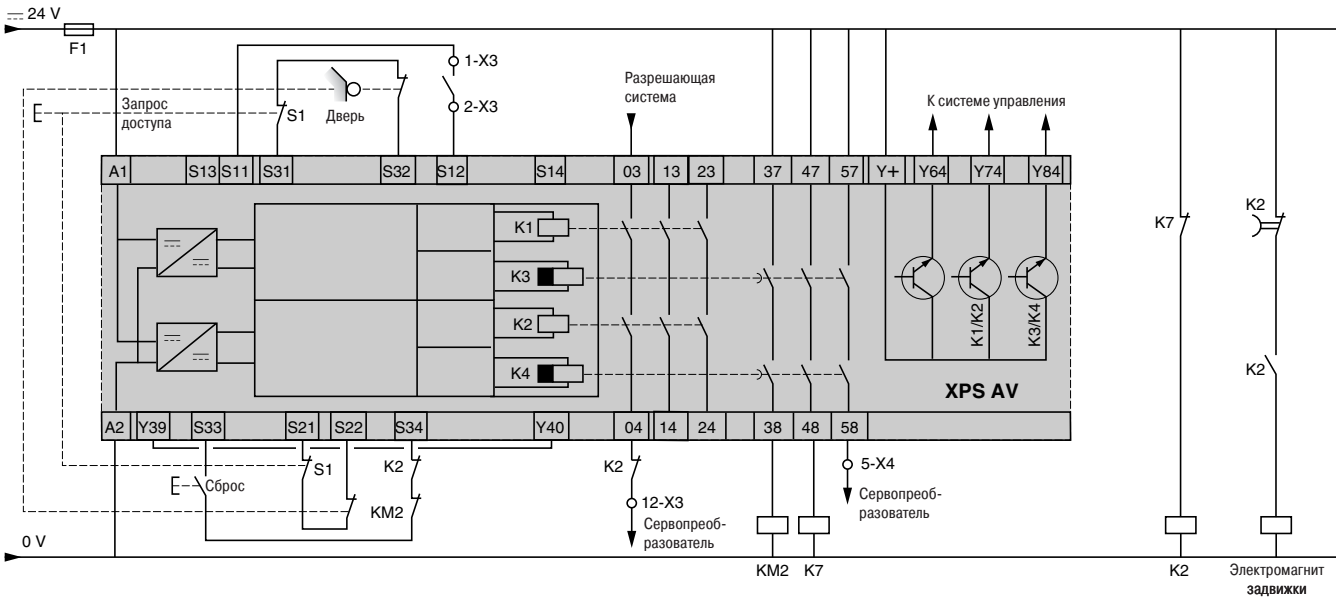 24 V
F1
1-X3
2-X3
Запрос
доступа
S1
Дверь
Разрешающая
система
К системе управления
A1 S13 S11 S31 S32 S12 S14 03 13 23 37 47 57 Y+ Y64 Y74 Y84
K1
K3
K2
K4
K1/K2
K3/K4
XPS AV
K7
K2
K2
A2 Y39 S33 S21 S22 S34 Y40 04 14 24 38 48 58
Сброс
S1
K2
KM2
K2
12-X3
Сервопреоб-
разователь
5-X4
Сервопреоб-
разователь
0 V
KM2 K7 K2
Электромагнит
задвижки